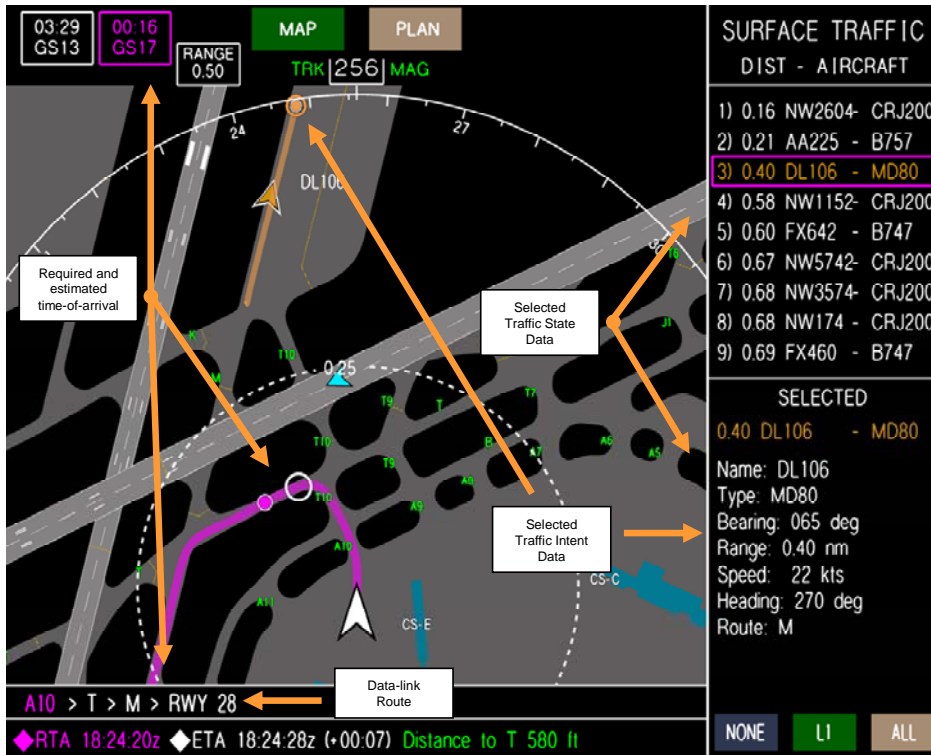 03:29
GS13
00:16
GS17
RANGE
0.50
MAP
PLAN
TRK 256 MAG
24
27
DL106
Required and
estimated
time-of-arrival
Selected
Traffic State
Data
Selected
Traffic Intent
Data
Data-link
Route
K
M
T10
0.25
T6
J1
T9
T
T7
T10
B
A6
A7
A5
T9
T10
A8
A9
A10
A11
CS-E
CS-C
A10 > T > M > RWY 28
RTA 18:24:20z ETA 18:24:28z (+00:07) Distance to T 580 ft
SURFACE TRAFFIC
DIST - AIRCRAFT
1) 0.16 NW2604- CRJ200
2) 0.21 AA225 - B757
3) 0.40 DL106 - MD80
4) 0.58 NW1152- CRJ200
5) 0.60 FX642 - B747
6) 0.67 NW5742- CRJ200
7) 0.68 NW3574- CRJ200
8) 0.68 NW174 - CRJ200
9) 0.69 FX460 - B747
SELECTED
0.40 DL106 - MD80
Name: DL106
Type: MD80
Bearing: 065 deg
Range: 0.40 nm
Speed: 22 kts
Heading: 270 deg
Route: M
NONE
L1
ALL